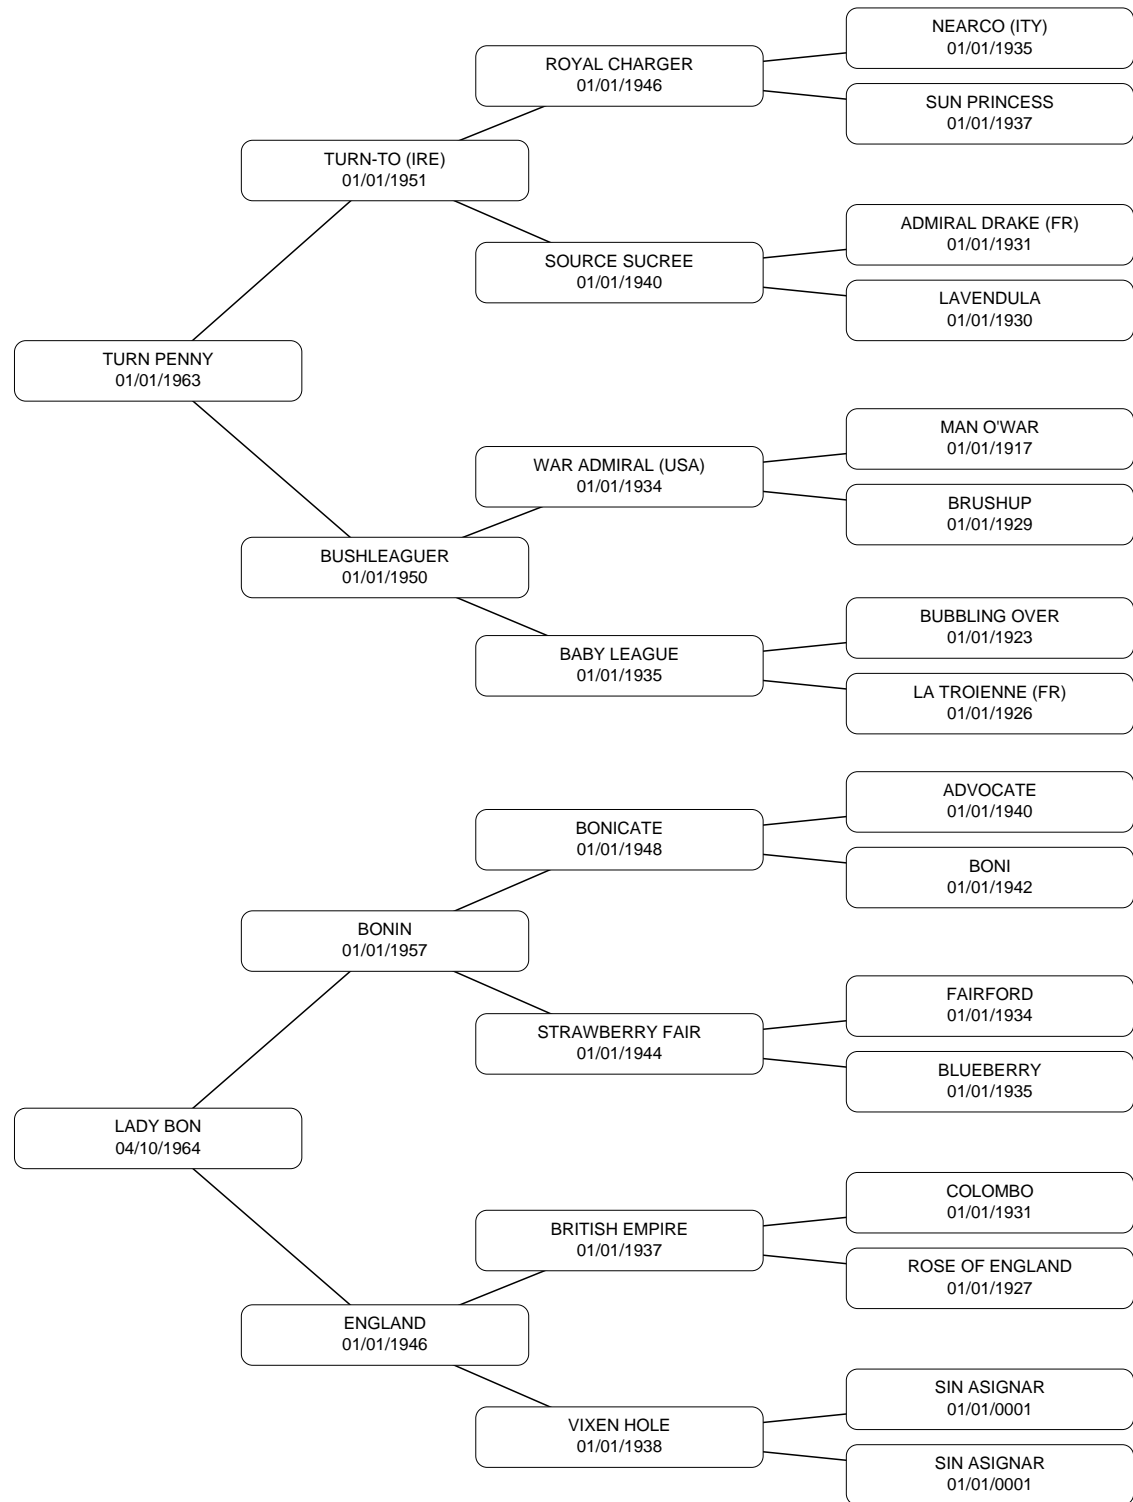 NEARCO (ITY)
01/01/1935
ROYAL CHARGER
01/01/1946
SUN PRINCESS
01/01/1937
TURN-TO (IRE)
01/01/1951
ADMIRAL DRAKE (FR)
01/01/1931
SOURCE SUCREE
01/01/1940
LAVENDULA
01/01/1930
TURN PENNY
01/01/1963
MAN O'WAR
01/01/1917
WAR ADMIRAL (USA)
01/01/1934
BRUSHUP
01/01/1929
BUSHLEAGUER
01/01/1950
BUBBLING OVER
01/01/1923
BABY LEAGUE
01/01/1935
LA TROIENNE (FR)
01/01/1926
ADVOCATE
01/01/1940
BONICATE
01/01/1948
BONI
01/01/1942
BONIN
01/01/1957
FAIRFORD
01/01/1934
STRAWBERRY FAIR
01/01/1944
BLUEBERRY
01/01/1935
LADY BON
04/10/1964
COLOMBO
01/01/1931
BRITISH EMPIRE
01/01/1937
ROSE OF ENGLAND
01/01/1927
ENGLAND
01/01/1946
SIN ASIGNAR
01/01/0001
VIXEN HOLE
01/01/1938
SIN ASIGNAR
01/01/0001